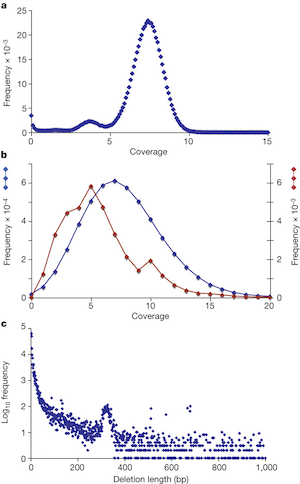 a
25
20
15
10
5
0
Frequency × 10⁻³
0 5 10 15
Coverage
b
6 6
4 4
2 2
0 0
Frequency × 10⁻⁴
Frequency × 10⁻³
0 5 10 15 20
Coverage
c
5
4
3
2
1
0
Log₁₀ frequency
0 200 400 600 800 1,000
Deletion length (bp)